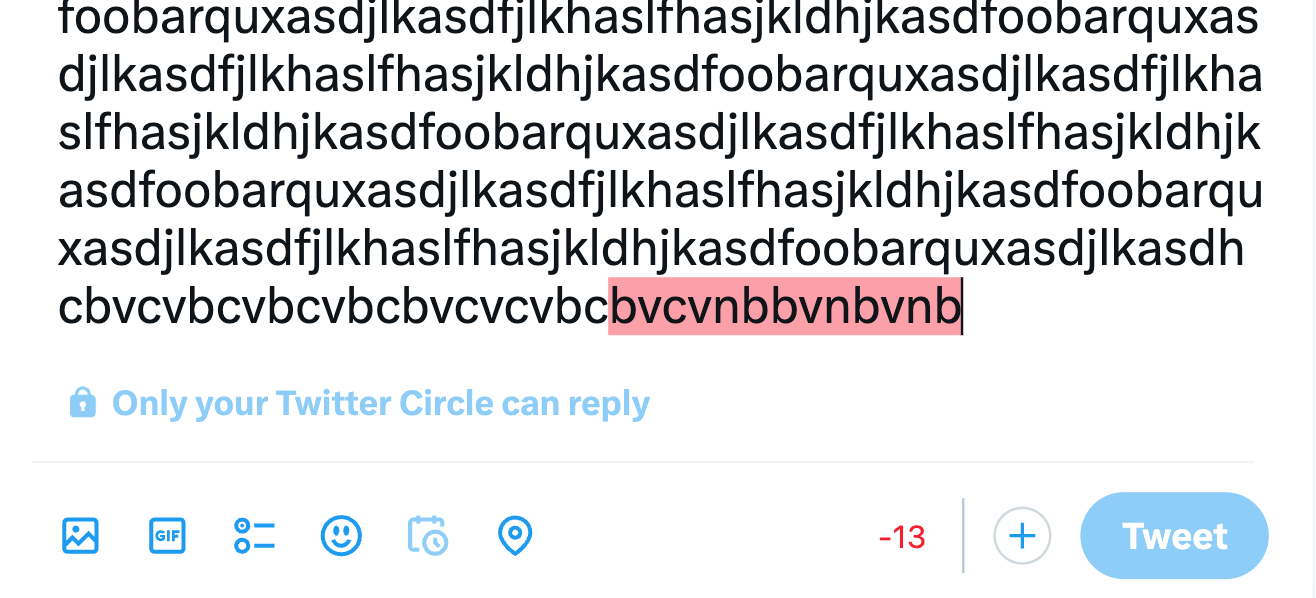 foobarquxasdjlkasdfjlkhaslfhasjkldhjkasdfoobarquxas
djlkasdfjlkhaslfhasjkldhjkasdfoobarquxasdjlkasdfjlkha
slfhasjkldhjkasdfoobarquxasdjlkasdfjlkhaslfhasjkldhjk
asdfoobarquxasdjlkasdfjlkhaslfhasjkldhjkasdfoobarqu
xasdjlkasdfjlkhaslfhasjkldhjkasdfoobarquxasdjlkasdh
cbvcvbcvbcvbcbvcvcvbcbvcvnbbvnbvnb
Only your Twitter Circle can reply
GIF
-13
Tweet